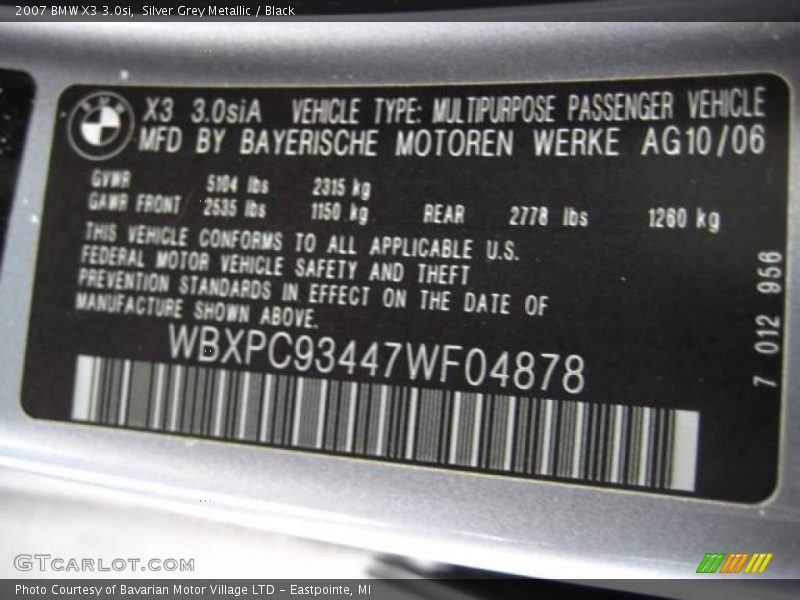 2007 BMW X3 3.0si, Silver Grey Metallic / Black
BMW
X3 3.0siA VEHICLE TYPE: MULTIPURPOSE PASSENGER VEHICLE
MFD BY BAYERISCHE MOTOREN WERKE AG10/06
GVWR 5104 lbs 2315 kg
GAWR FRONT 2535 lbs 1150 kg REAR 2778 lbs 1260 kg
THIS VEHICLE CONFORMS TO ALL APPLICABLE U.S.
FEDERAL MOTOR VEHICLE SAFETY AND THEFT
PREVENTION STANDARDS IN EFFECT ON THE DATE OF
MANUFACTURE SHOWN ABOVE.
WBXPC93447WF04878
7 012 956
GTCARLOT.COM
Photo Courtesy of Bavarian Motor Village LTD - Eastpointe, MI